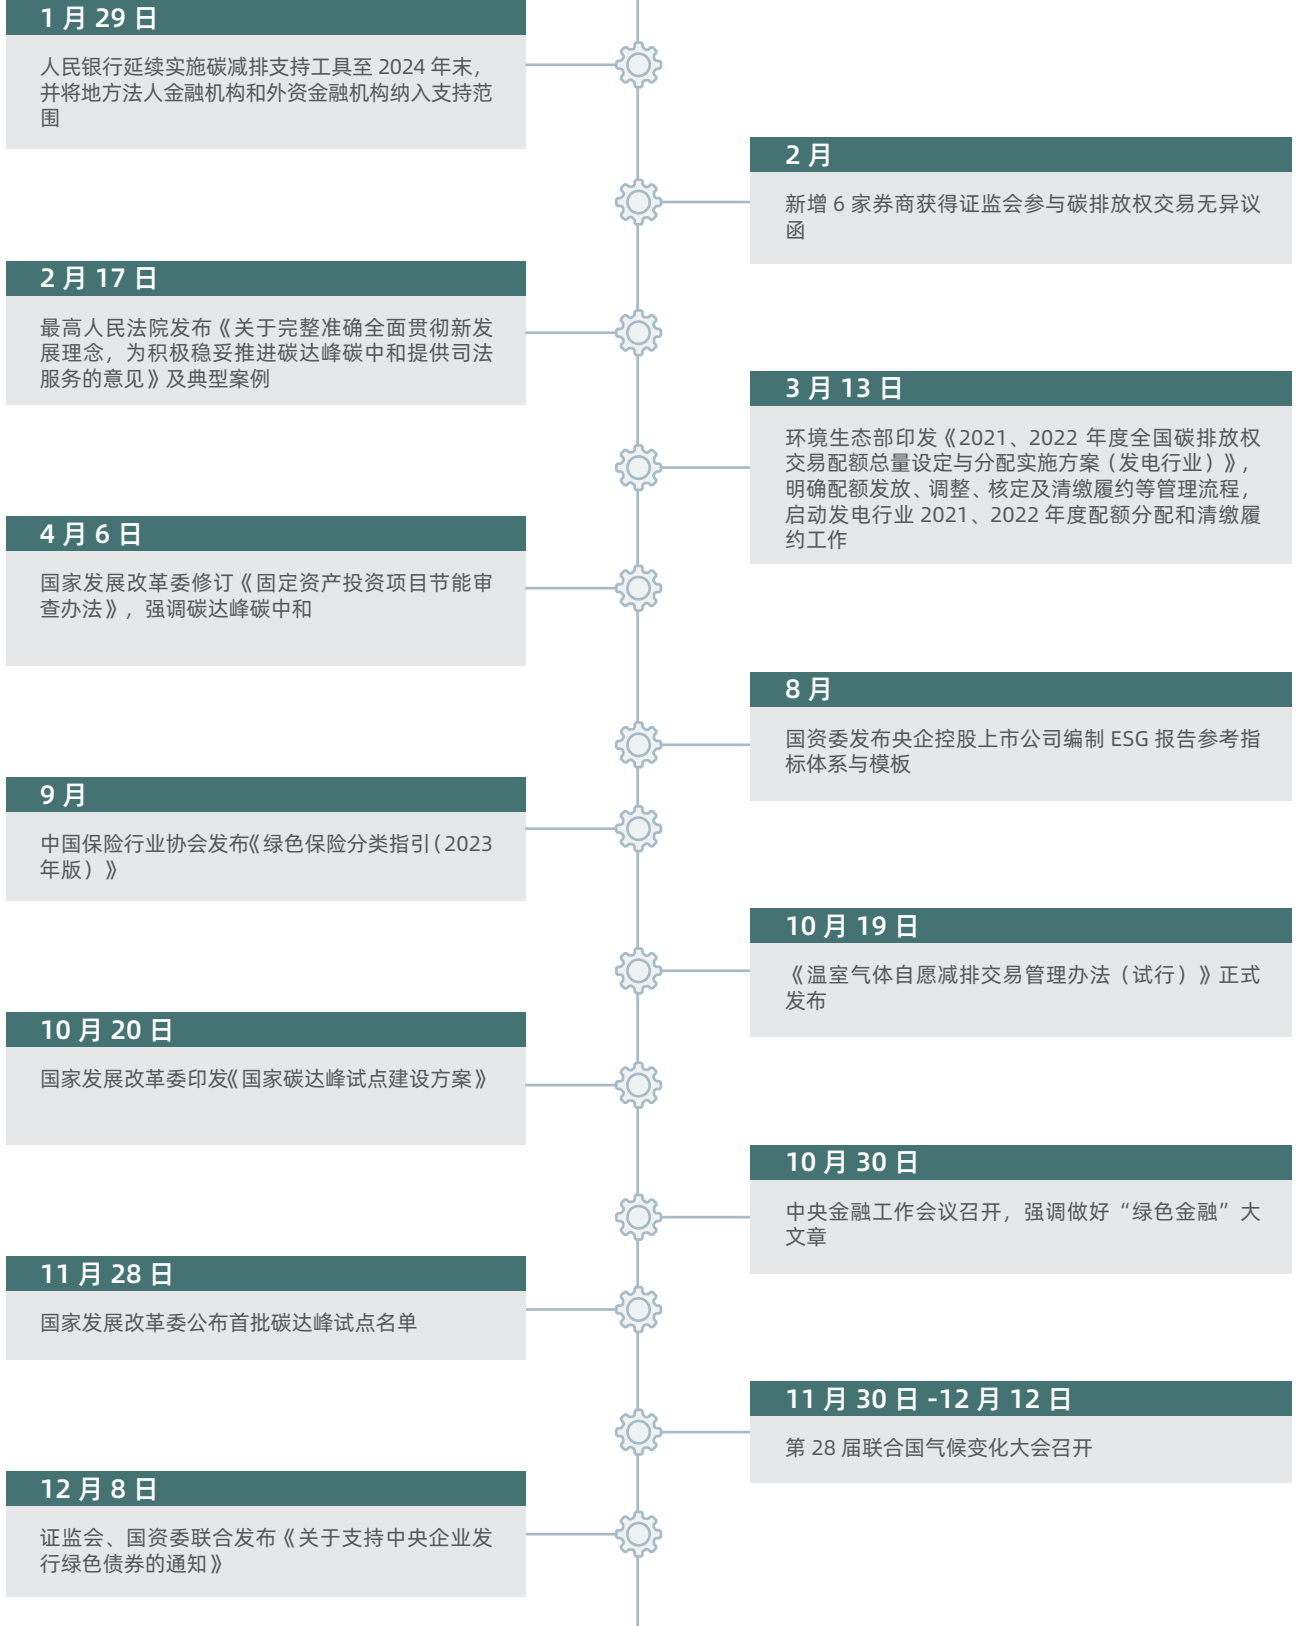 1 月 29 日
人民银行延续实施碳减排支持工具至 2024 年末，
并将地方法人金融机构和外资金融机构纳入支持范
围
2 月
新增 6 家券商获得证监会参与碳排放权交易无异议
函
2 月 17 日
最高人民法院发布《关于完整准确全面贯彻新发
展理念，为积极稳妥推进碳达峰碳中和提供司法
服务的意见》及典型案例
3 月 13 日
环境生态部印发《2021、2022 年度全国碳排放权
交易配额总量设定与分配实施方案（发电行业）》，
明确配额发放、调整、核定及清缴履约等管理流程，
启动发电行业 2021、2022 年度配额分配和清缴履
约工作
4 月 6 日
国家发展改革委修订《固定资产投资项目节能审
查办法》，强调碳达峰碳中和
8 月
国资委发布央企控股上市公司编制 ESG 报告参考指
标体系与模板
9 月
中国保险行业协会发布《绿色保险分类指引（2023
年版）》
10 月 19 日
《温室气体自愿减排交易管理办法（试行）》正式
发布
10 月 20 日
国家发展改革委印发《国家碳达峰试点建设方案》
10 月 30 日
中央金融工作会议召开，强调做好“绿色金融”大
文章
11 月 28 日
国家发展改革委公布首批碳达峰试点名单
11 月 30 日 -12 月 12 日
第 28 届联合国气候变化大会召开
12 月 8 日
证监会、国资委联合发布《关于支持中央企业发
行绿色债券的通知》